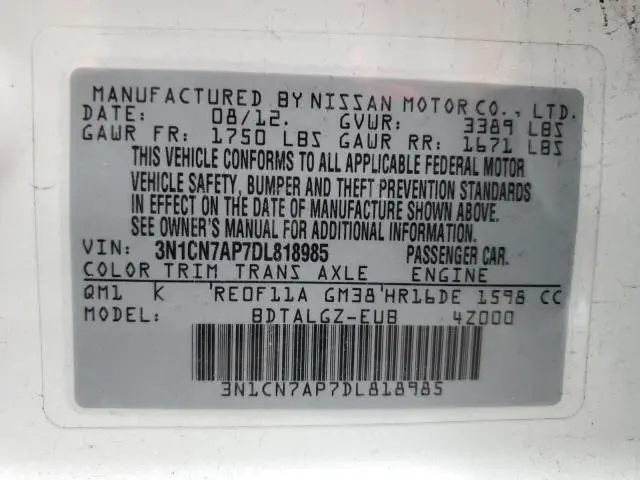 MANUFACTURED BY NISSAN MOTOR CO., LTD.
DATE: 08/12. GVWR: 3389 LBS
GAWR FR: 1750 LBS GAWR RR: 1671 LBS
THIS VEHICLE CONFORMS TO ALL APPLICABLE FEDERAL MOTOR
VEHICLE SAFETY, BUMPER AND THEFT PREVENTION STANDARDS
IN EFFECT ON THE DATE OF MANUFACTURE SHOWN ABOVE.
SEE OWNER'S MANUAL FOR ADDITIONAL INFORMATION.
VIN: 3N1CN7AP7DL818985 PASSENGER CAR.
COLOR TRIM TRANS AXLE ENGINE
QM1 K 'RE0F11A GM38'HR16DE 1598 CC
MODEL: BDTALGZ-EUB 4Z000
3N1CN7AP7DL818985